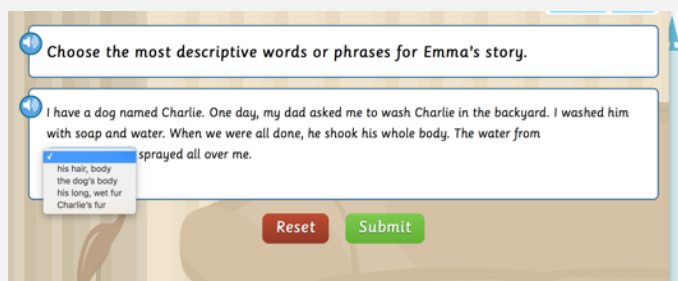 Choose the most descriptive words or phrases for Emma's story.
I have a dog named Charlie. One day, my dad asked me to wash Charlie in the backyard. I washed him
with soap and water. When we were all done, he shook his whole body. The water from
sprayed all over me.
his hair, body
the dog's body
his long, wet fur
Charlie's fur
Reset Submit